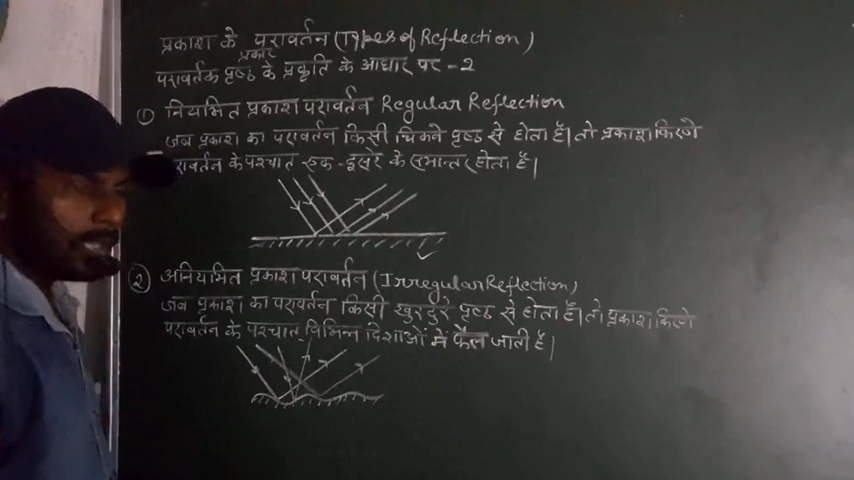 प्रकाश के परावर्तन (Types of Reflection)
प्रकार
परावर्तक पृष्ठ के प्रकृति के आधार पर - 2
① नियमित प्रकाश परावर्तन Regular Reflection
जब प्रकाश का परावर्तन किसी चिकने पृष्ठ से होता है। तो प्रकाश किरणे
परावर्तन के पश्चात एक-दूसरे के समान्तर होता है।
② अनियमित प्रकाश परावर्तन (Irregular Reflection)
जब प्रकाश का परावर्तन किसी खुरदुरे पृष्ठ से होता है। तो प्रकाश किरणे
परावर्तन के पश्चात विभिन्न दिशाओं में फैल जाती है।